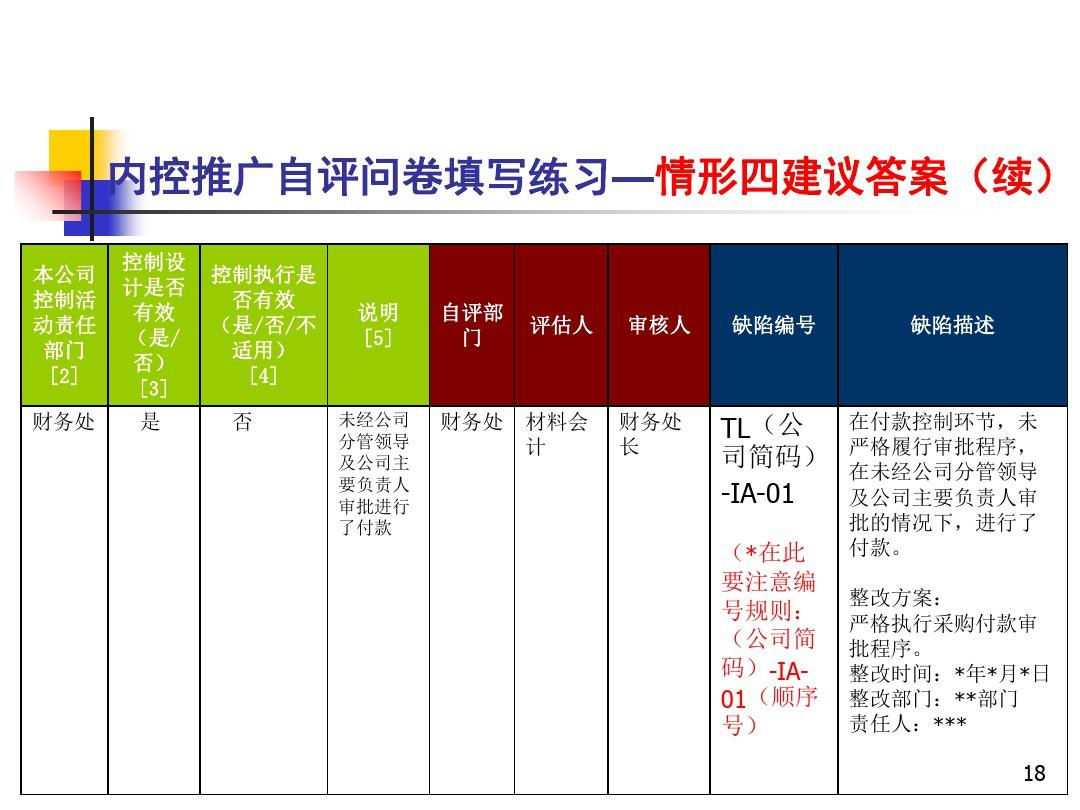 内控推广自评问卷填写练习—情形四建议答案（续）
本公司
控制活
动责任
部门
[2]
控制设
计是否
有效
（是/
否）
[3]
控制执行是
否有效
（是/否/不
适用）
[4]
说明
[5]
自评部
门
评估人
审核人
缺陷编号
缺陷描述
财务处
是
否
未经公司
分管领导
及公司主
要负责人
审批进行
了付款
财务处
材料会
计
财务处
长
TL（公
司简码）
-IA-01
（*在此
要注意编
号规则：
（公司简
码）-IA-
01（顺序
号）
在付款控制环节，未
严格履行审批程序，
在未经公司分管领导
及公司主要负责人审
批的情况下，进行了
付款。
整改方案：
严格执行采购付款审
批程序。
整改时间：*年*月*日
整改部门：**部门
责任人：***
18